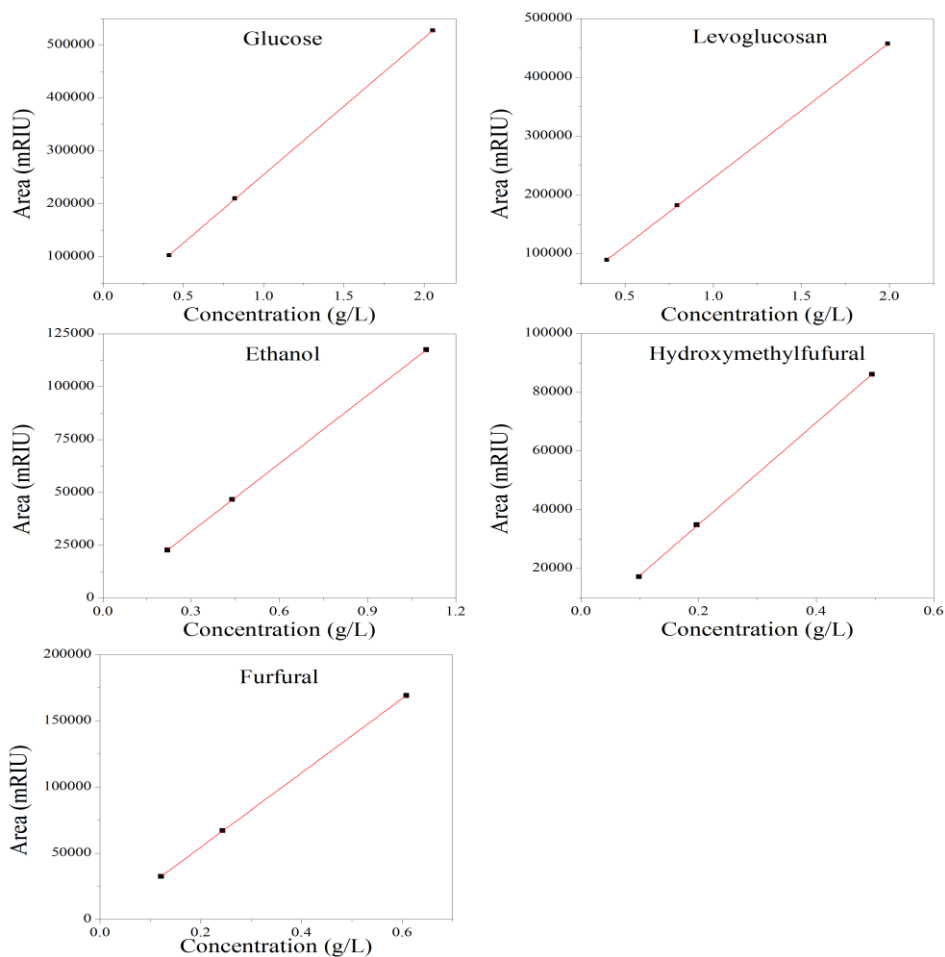 Glucose
500000
400000
300000
200000
100000
Area (mRIU)
0.0 0.5 1.0 1.5 2.0
Concentration (g/L)
Levoglucosan
500000
400000
300000
200000
100000
Area (mRIU)
0.5 1.0 1.5 2.0
Concentration (g/L)
Ethanol
125000
100000
75000
50000
25000
0
Area (mRIU)
0.0 0.3 0.6 0.9 1.2
Concentration (g/L)
Hydroxymethylfufural
100000
80000
60000
40000
20000
Area (mRIU)
0.0 0.2 0.4 0.6
Concentration (g/L)
Furfural
200000
150000
100000
50000
0
Area (mRIU)
0.0 0.2 0.4 0.6
Concentration (g/L)